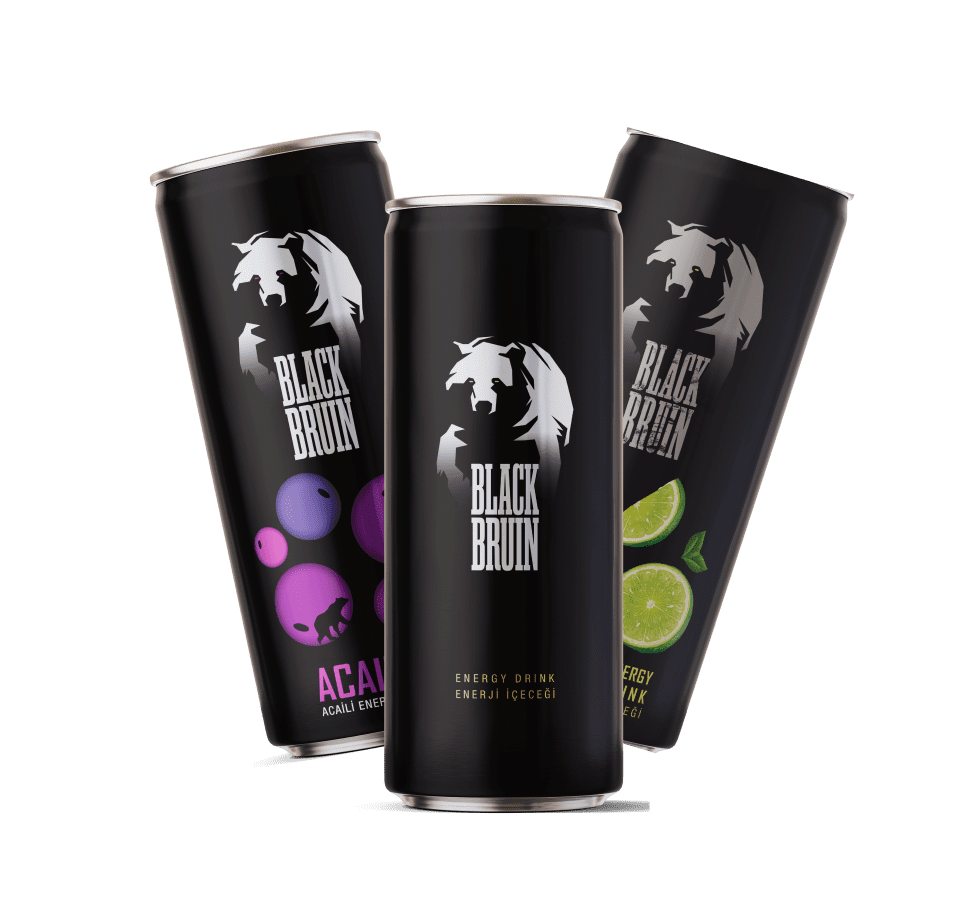 BLACK
BRUIN
ACAI
ACAİLİ ENER
BLACK
BRUIN
ENERGY DRINK
ENERJİ İÇECEĞİ
BLACK
BRUIN
ERGY
INK
EĞİ